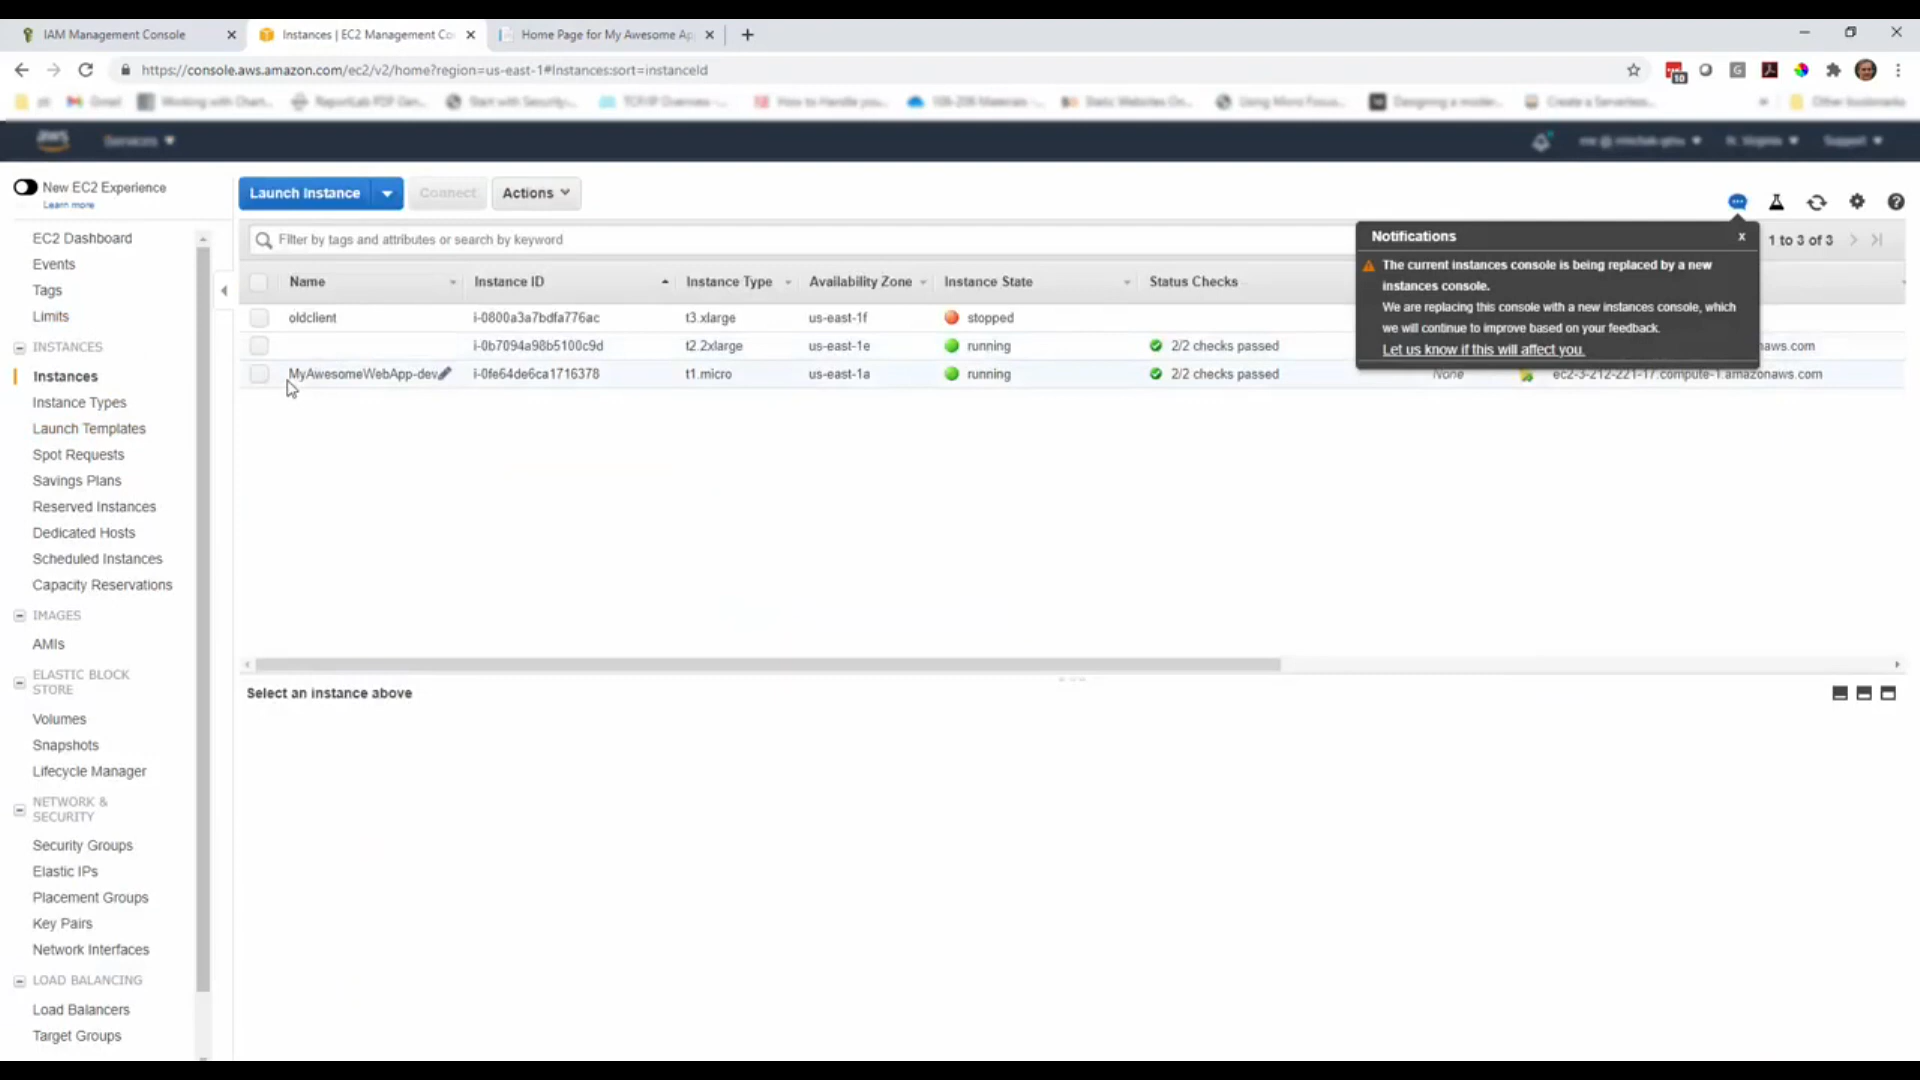 IAM Management Console
Instances | EC2 Management Co
Home Page for My Awesome Ap
https://console.aws.amazon.com/ec2/v2/home?region=us-east-1#Instances:sort=instanceId
10
Gmail
Other bookmarks
aws
Services
Support
New EC2 Experience
Learn more
Launch Instance
Connect
Actions
EC2 Dashboard
Events
Tags
Limits
INSTANCES
Instances
Instance Types
Launch Templates
Spot Requests
Savings Plans
Reserved Instances
Dedicated Hosts
Scheduled Instances
Capacity Reservations
IMAGES
AMIs
ELASTIC BLOCK
STORE
Volumes
Snapshots
Lifecycle Manager
NETWORK &
SECURITY
Security Groups
Elastic IPs
Placement Groups
Key Pairs
Network Interfaces
LOAD BALANCING
Load Balancers
Target Groups
Filter by tags and attributes or search by keyword
1 to 3 of 3
Name Instance ID Instance Type Availability Zone Instance State Status Checks
oldclient i-0800a3a7bdfa776ac t3.xlarge us-east-1f stopped
i-0b7094a98b5100c9d t2.2xlarge us-east-1e running 2/2 checks passed aws.com
MyAwesomeWebApp-dev i-0fe64de6ca1716378 t1.micro us-east-1a running 2/2 checks passed None ec2-3-212-221-17.compute-1.amazonaws.com
Notifications x
The current instances console is being replaced by a new
instances console.
We are replacing this console with a new instances console, which
we will continue to improve based on your feedback.
Let us know if this will affect you.
Select an instance above